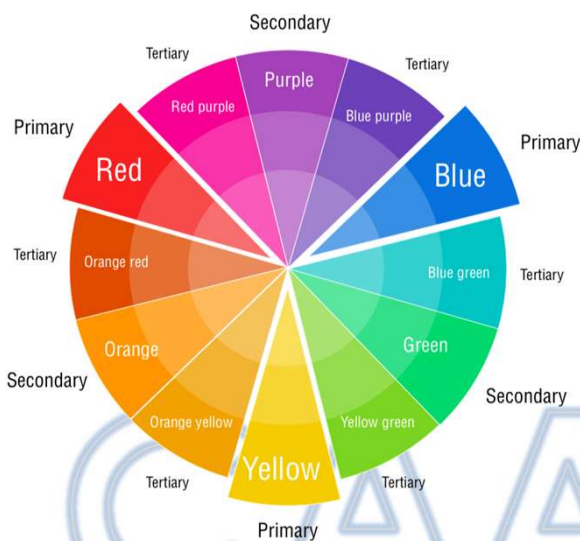 Secondary
Tertiary
Purple
Tertiary
Red purple
Blue purple
Primary
Primary
Red
Blue
Tertiary
Orange red
Blue green
Tertiary
Orange
Green
Secondary
Secondary
Orange yellow
Yellow green
Yellow
Tertiary
Tertiary
Primary